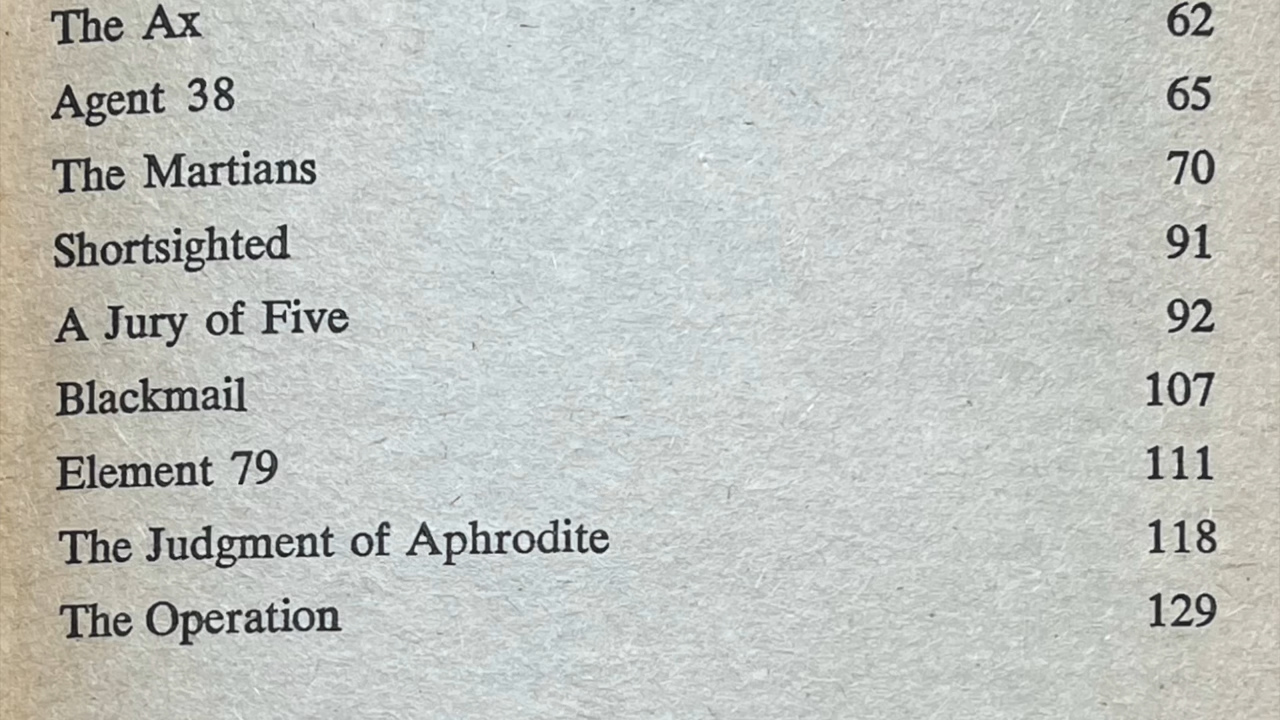 The Ax 62
Agent 38 65
The Martians 70
Shortsighted 91
A Jury of Five 92
Blackmail 107
Element 79 111
The Judgment of Aphrodite 118
The Operation 129